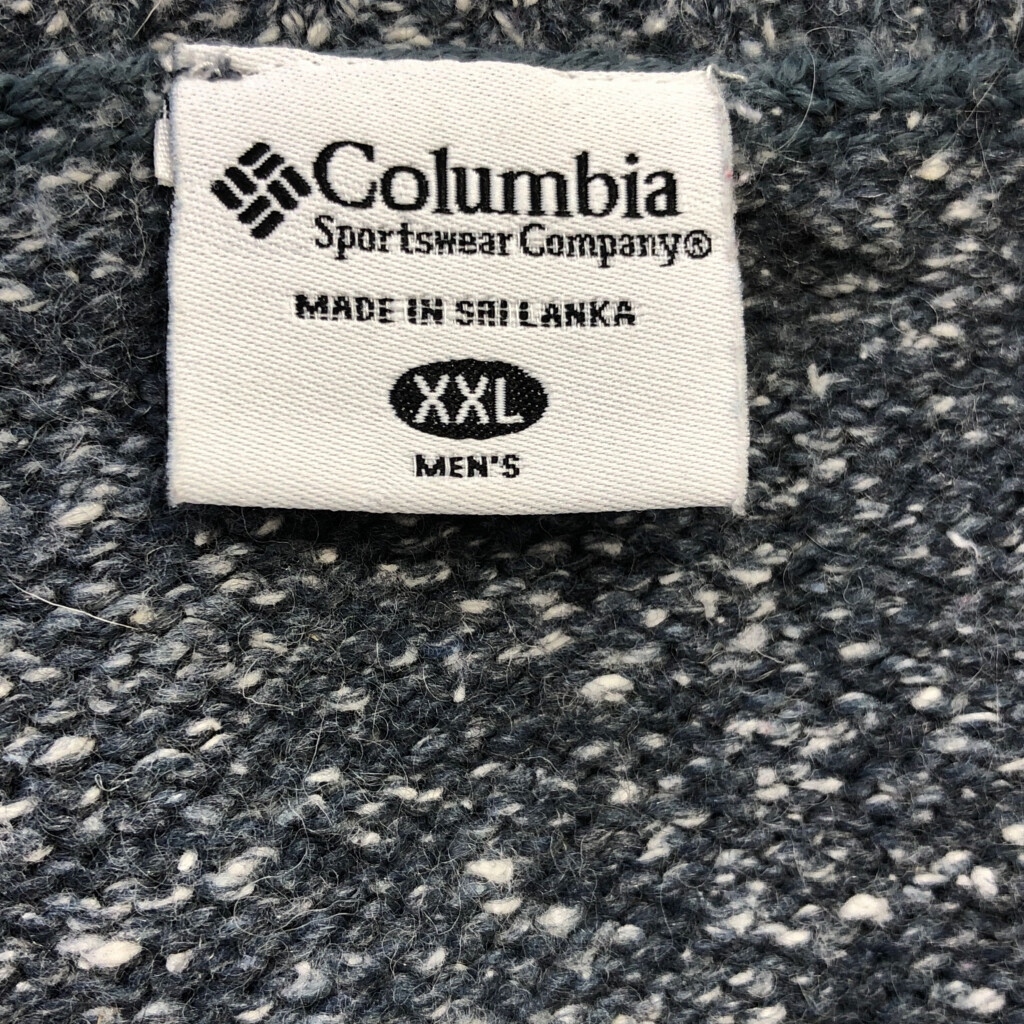 Columbia
Sportswear Company®
MADE IN SRI LANKA
XXL
MEN'S